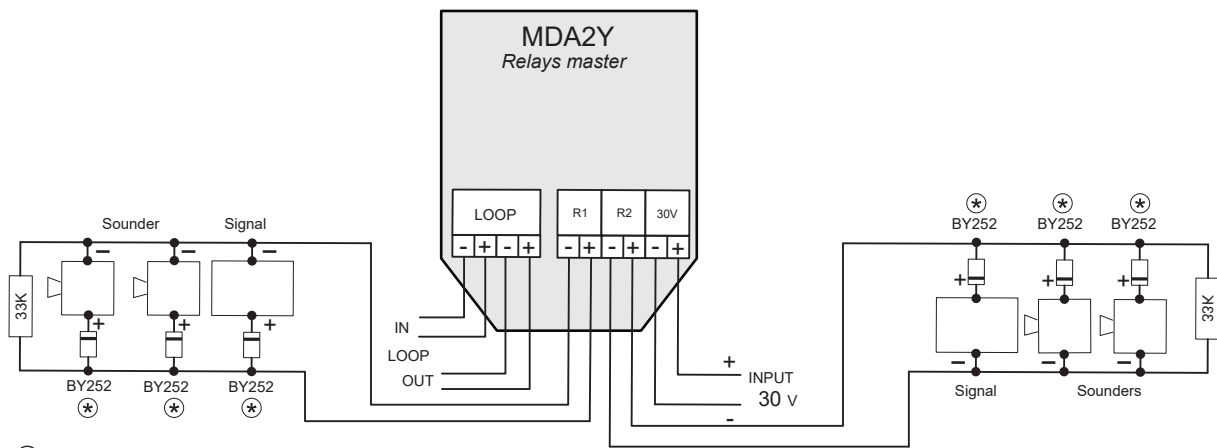 MDA2Y
Relays master
LOOP R1 R2 30V
- + - + - + - + - +
Sounder Signal
- - -
33K
+ + +
BY252 BY252 BY252
* * *
IN
LOOP
OUT
+
INPUT
30 V
-
* * *
BY252 BY252 BY252
+ + +
33K
- - -
Signal Sounders